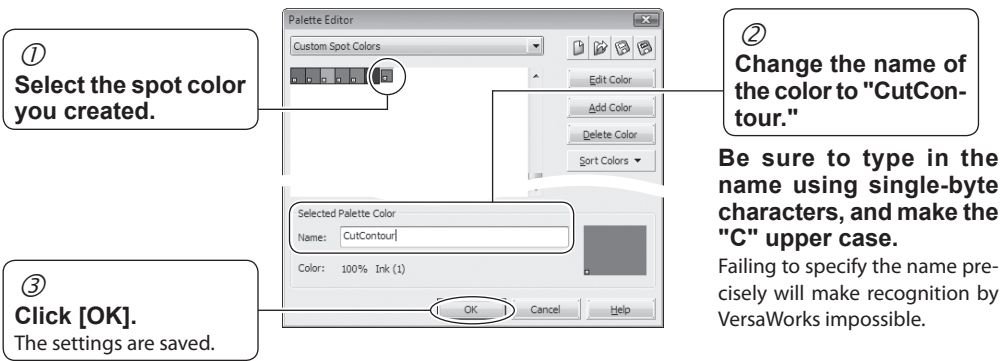 ①
Select the spot color
you created.
Palette Editor
Custom Spot Colors
Edit Color
Add Color
Delete Color
Sort Colors
Selected Palette Color
Name: CutContour
Color: 100% Ink (1)
OK Cancel Help
②
Change the name of
the color to "CutCon-
tour."
Be sure to type in the
name using single-byte
characters, and make the
"C" upper case.
Failing to specify the name pre-
cisely will make recognition by
VersaWorks impossible.
③
Click [OK].
The settings are saved.